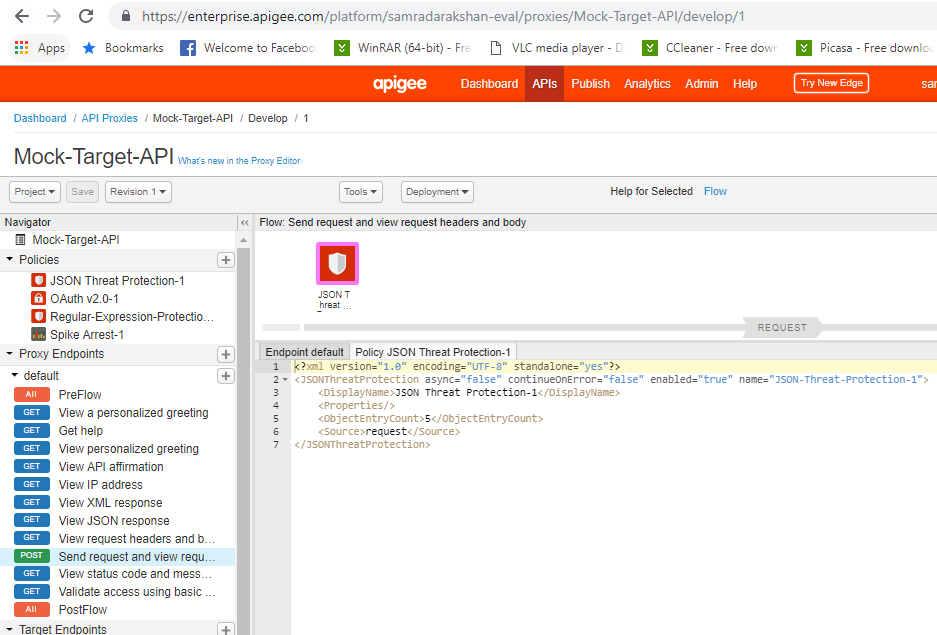 https://enterprise.apigee.com/platform/samradarakshan-eval/proxies/Mock-Target-API/develop/1
Apps Bookmarks Welcome to Faceboo WinRAR (64-bit) - Fre VLC media player - D CCleaner - Free down Picasa - Free downloa
apigee Dashboard APIs Publish Analytics Admin Help Try New Edge sar
Dashboard / API Proxies / Mock-Target-API / Develop / 1
Mock-Target-API What's new in the Proxy Editor
Project Save Revision 1 Tools Deployment Help for Selected Flow
Navigator
Mock-Target-API
Policies
JSON Threat Protection-1
OAuth v2.0-1
Regular-Expression-Protectio...
Spike Arrest-1
Proxy Endpoints
default
All PreFlow
GET View a personalized greeting
GET Get help
GET View personalized greeting
GET View API affirmation
GET View IP address
GET View XML response
GET View JSON response
GET View request headers and b...
POST Send request and view requ...
GET View status code and mess...
GET Validate access using basic ...
All PostFlow
Target Endpoints
Flow: Send request and view request headers and body
JSON T
hreat ...
REQUEST
Endpoint default Policy JSON Threat Protection-1
1 <?xml version="1.0" encoding="UTF-8" standalone="yes"?>
2 <JSONThreatProtection async="false" continueOnError="false" enabled="true" name="JSON-Threat-Protection-1">
3 <DisplayName>JSON Threat Protection-1</DisplayName>
4 <Properties/>
5 <ObjectEntryCount>5</ObjectEntryCount>
6 <Source>request</Source>
7 </JSONThreatProtection>